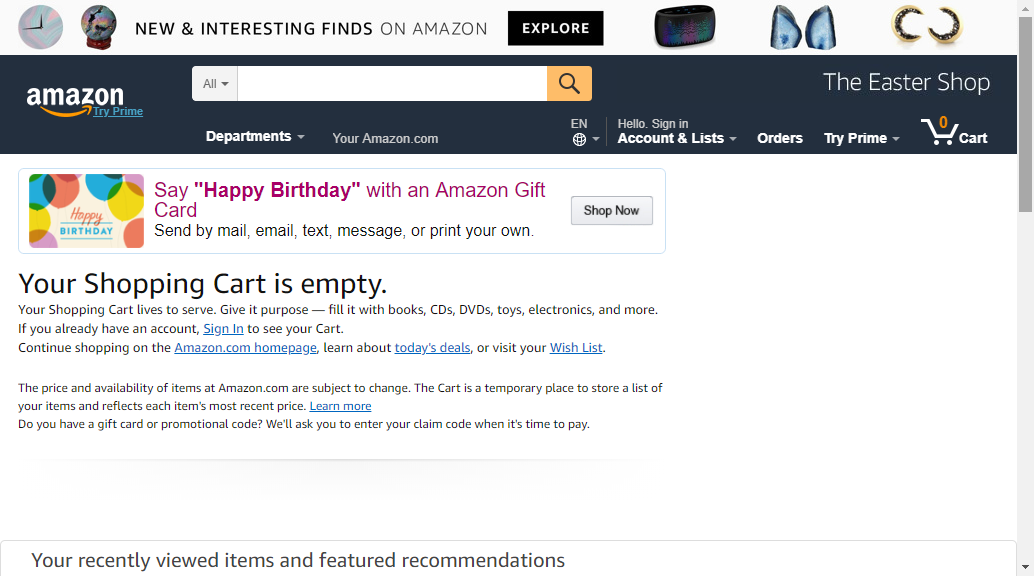 NEW & INTERESTING FINDS ON AMAZON EXPLORE
All
The Easter Shop
amazon
Try Prime
Departments
Your Amazon.com
EN
Hello. Sign in
Account & Lists
Orders
Try Prime
0
Cart
Happy
BIRTHDAY
Say "Happy Birthday" with an Amazon Gift
Card
Send by mail, email, text, message, or print your own.
Shop Now
Your Shopping Cart is empty.
Your Shopping Cart lives to serve. Give it purpose — fill it with books, CDs, DVDs, toys, electronics, and more.
If you already have an account, Sign In to see your Cart.
Continue shopping on the Amazon.com homepage, learn about today's deals, or visit your Wish List.
The price and availability of items at Amazon.com are subject to change. The Cart is a temporary place to store a list of
your items and reflects each item's most recent price. Learn more
Do you have a gift card or promotional code? We'll ask you to enter your claim code when it's time to pay.
Your recently viewed items and featured recommendations